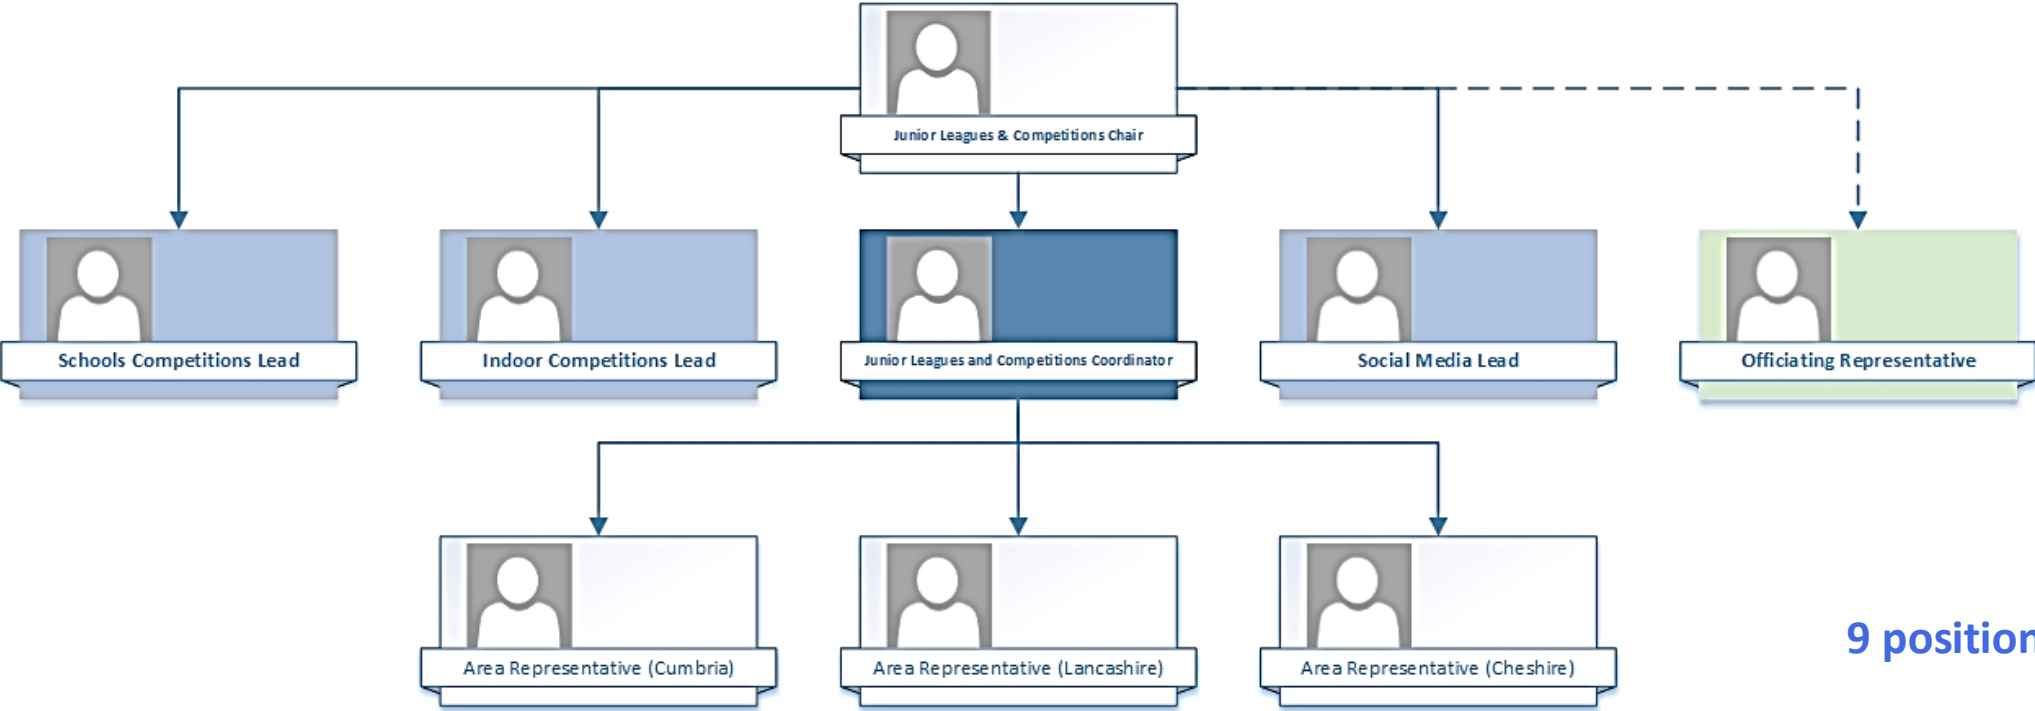 Junior Leagues & Competitions Chair
Schools Competitions Lead
Indoor Competitions Lead
Junior Leagues and Competitions Coordinator
Social Media Lead
Officiating Representative
Area Representative (Cumbria)
Area Representative (Lancashire)
Area Representative (Cheshire)
9 position